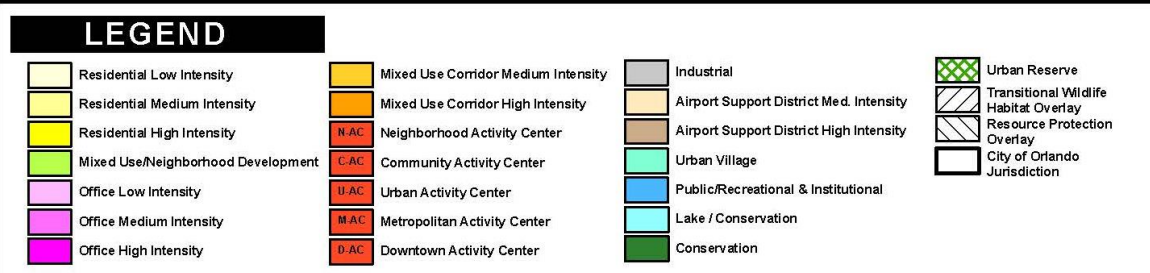 LEGEND
Residential Low Intensity
Residential Medium Intensity
Residential High Intensity
Mixed Use/Neighborhood Development
Office Low Intensity
Office Medium Intensity
Office High Intensity
Mixed Use Corridor Medium Intensity
Mixed Use Corridor High Intensity
N-AC Neighborhood Activity Center
C-AC Community Activity Center
U-AC Urban Activity Center
M-AC Metropolitan Activity Center
D-AC Downtown Activity Center
Industrial
Airport Support District Med. Intensity
Airport Support District High Intensity
Urban Village
Public/Recreational & Institutional
Lake / Conservation
Conservation
Urban Reserve
Transitional Wildlife
Habitat Overlay
Resource Protection
Overlay
City of Orlando
Jurisdiction